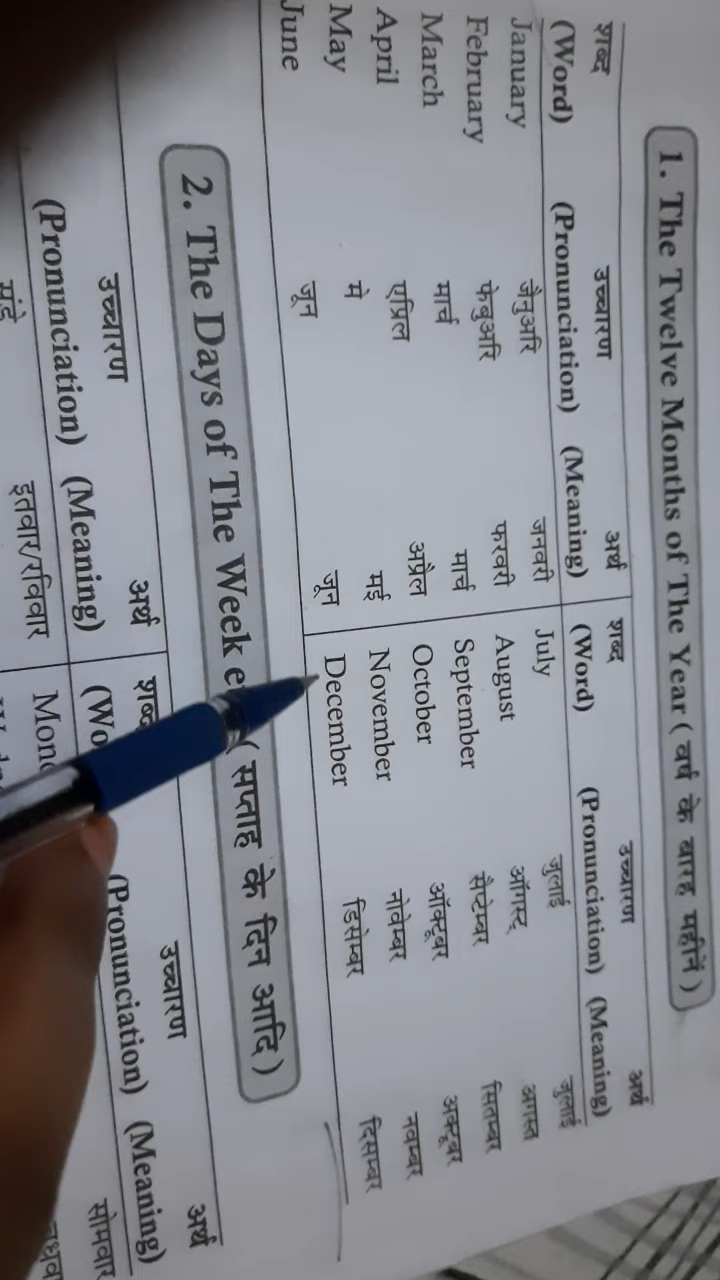 1. The Twelve Months of The Year ( वर्ष के बारह महीनें )
शब्द उच्चारण अर्थ शब्द उच्चारण अर्थ
(Word) (Pronunciation) (Meaning) (Word) (Pronunciation) (Meaning)
January जैनुअरि जनवरी July जुलाई जुलाई
February फेबुअरि फरवरी August ऑगस्ट् अगस्त
March मार्च मार्च September सैप्टेम्बर सितम्बर
April एप्रिल अप्रैल October ऑक्टूबर अक्टूबर
May मे मई November नोवेम्बर नवम्बर
June जून जून December डिसेम्बर दिसम्बर
2. The Days of The Week ( सप्ताह के दिन आदि )
उच्चारण अर्थ शब्द उच्चारण अर्थ
(Pronunciation) (Meaning) (Pronunciation) (Meaning)
मंडे इतवार/रविवार सोमवार